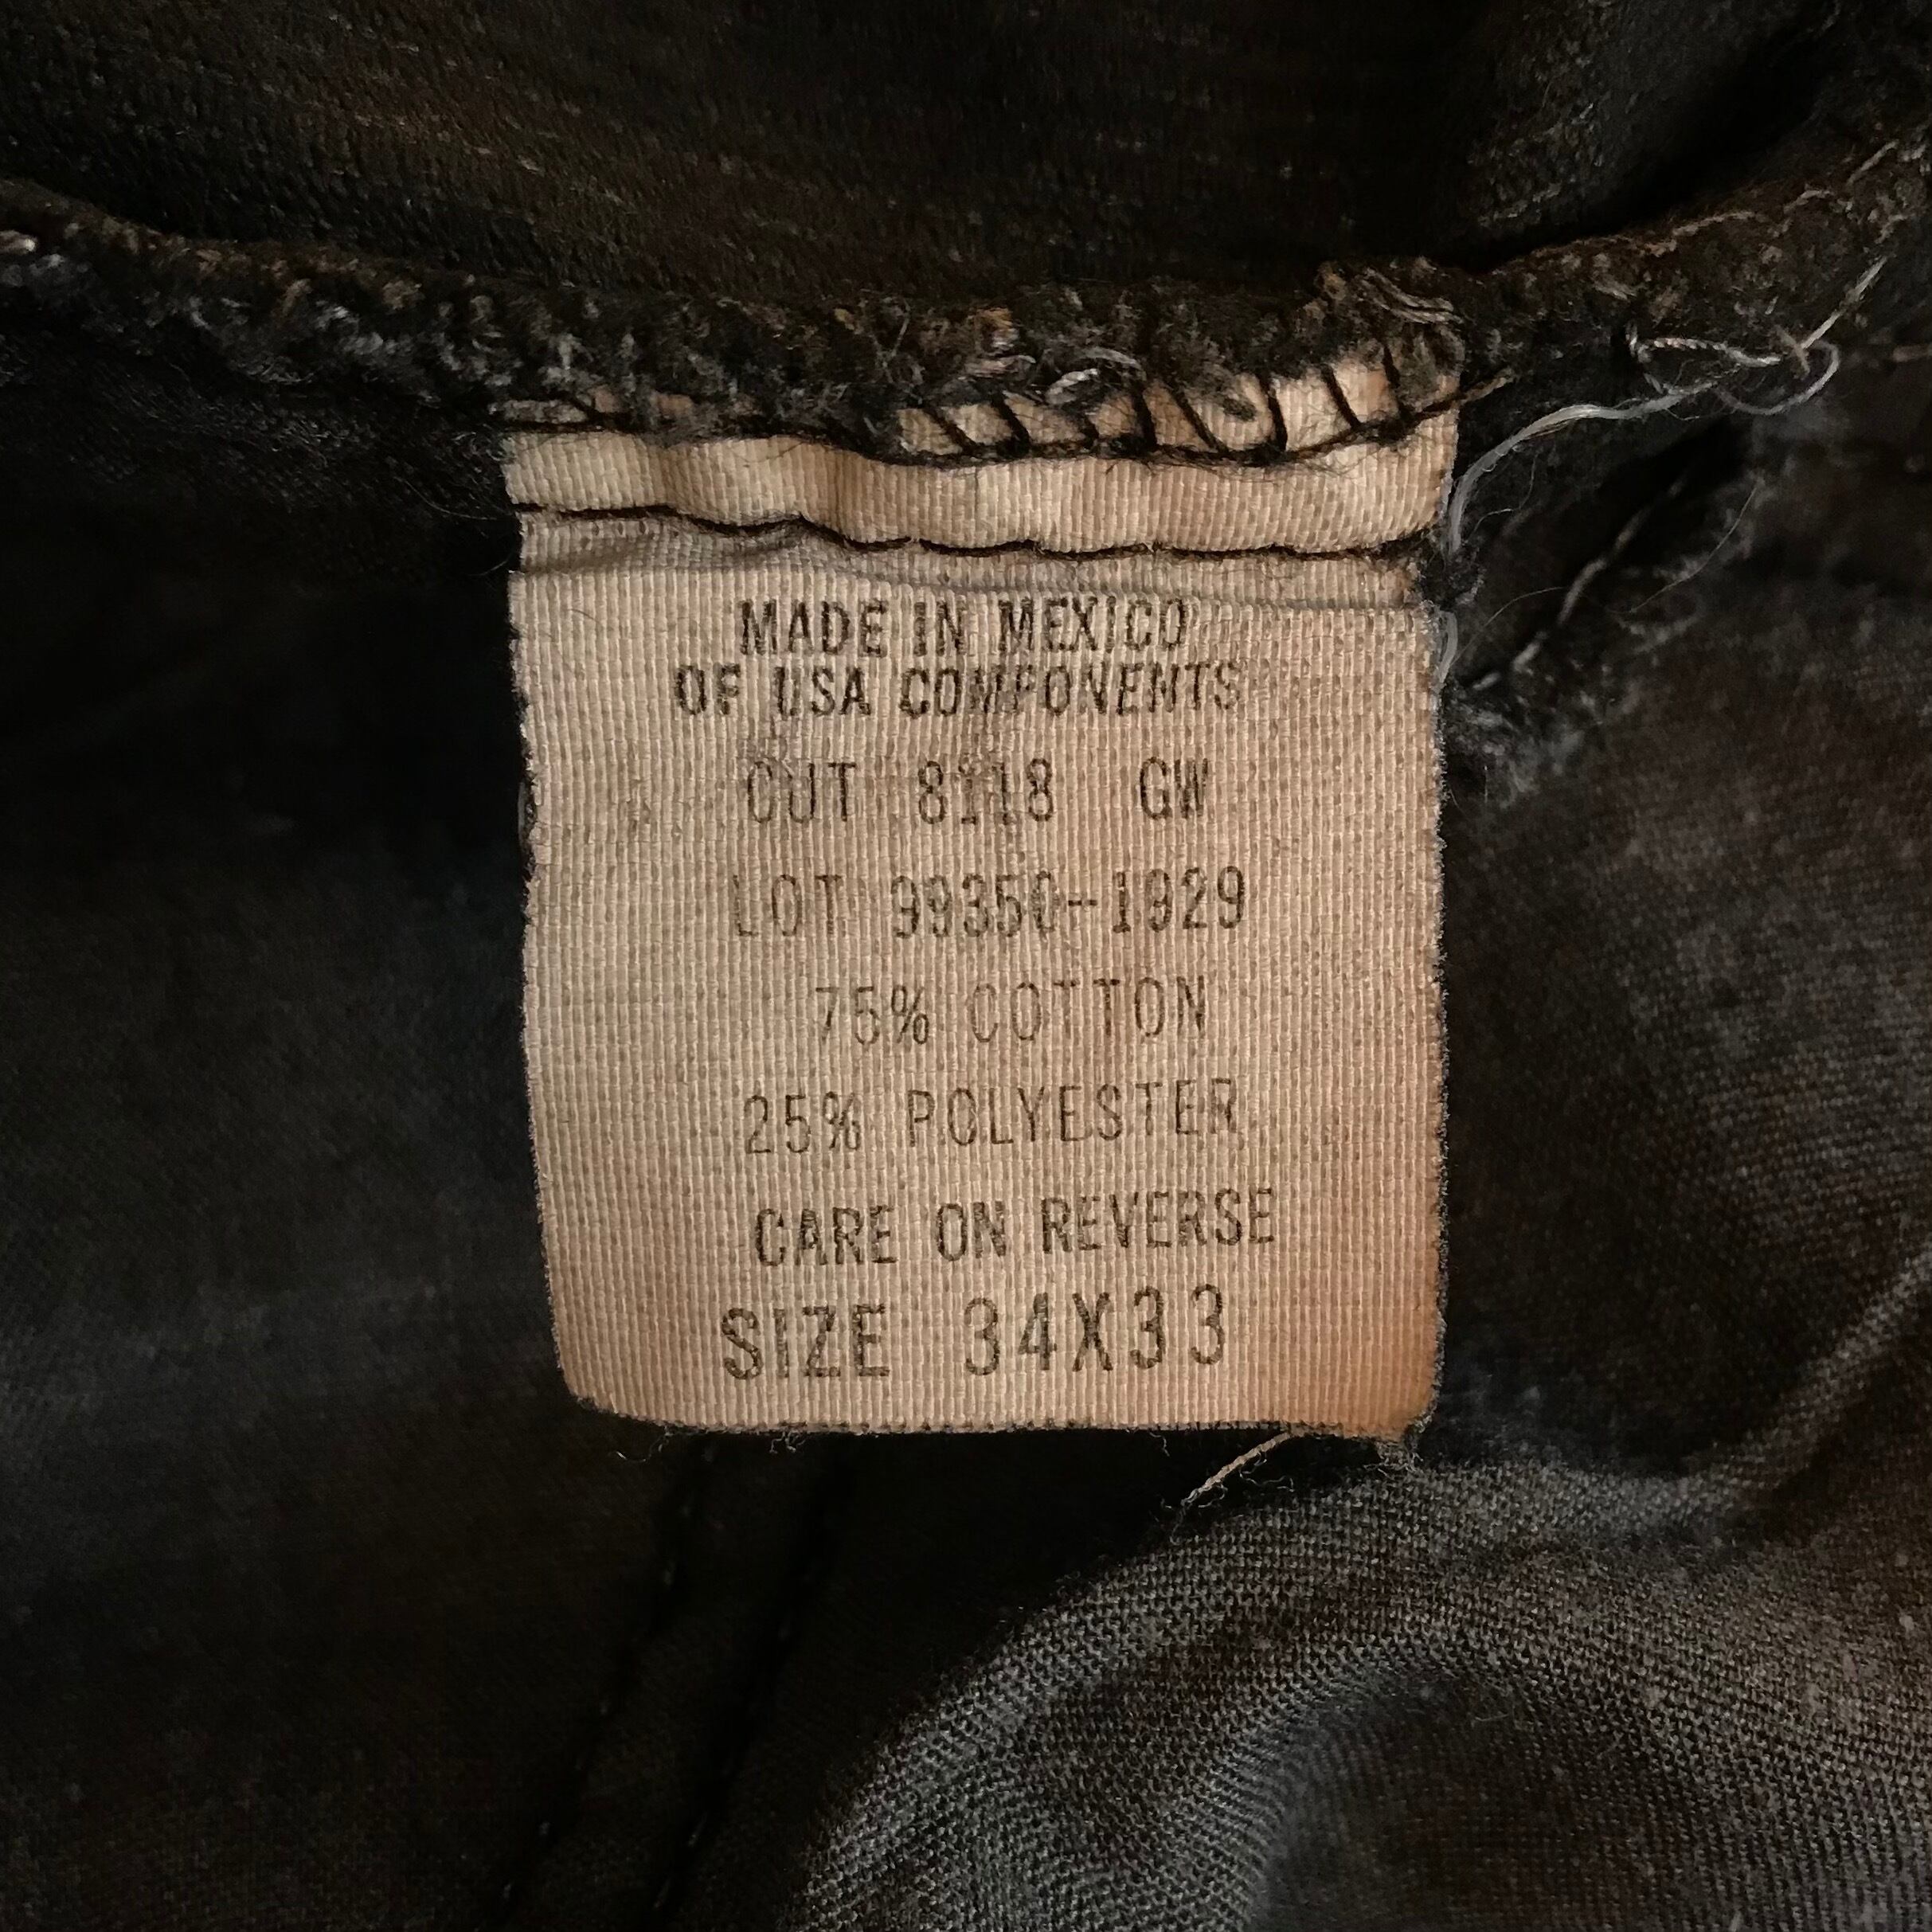 MADE IN MEXICO
OF USA COMPONENTS
CUT 8118 GW
LOT 99350-1929
75% COTTON
25% POLYESTER
CARE ON REVERSE
SIZE 34X33